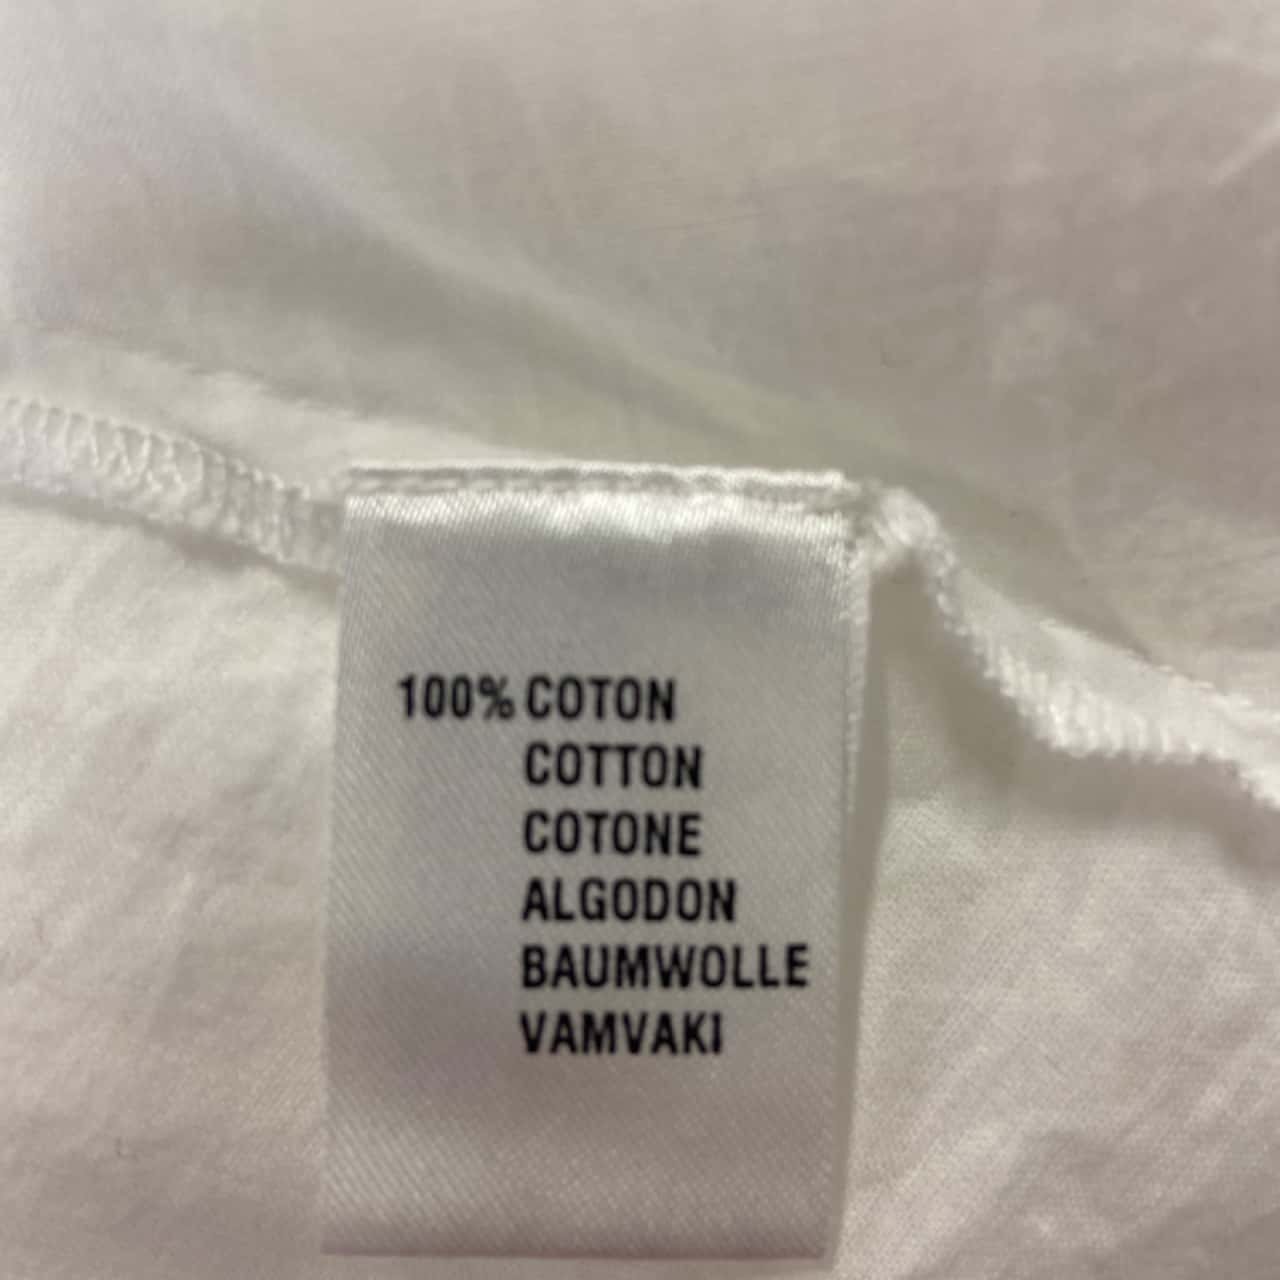 100% COTON
COTTON
COTONE
ALGODON
BAUMWOLLE
VAMVAKI